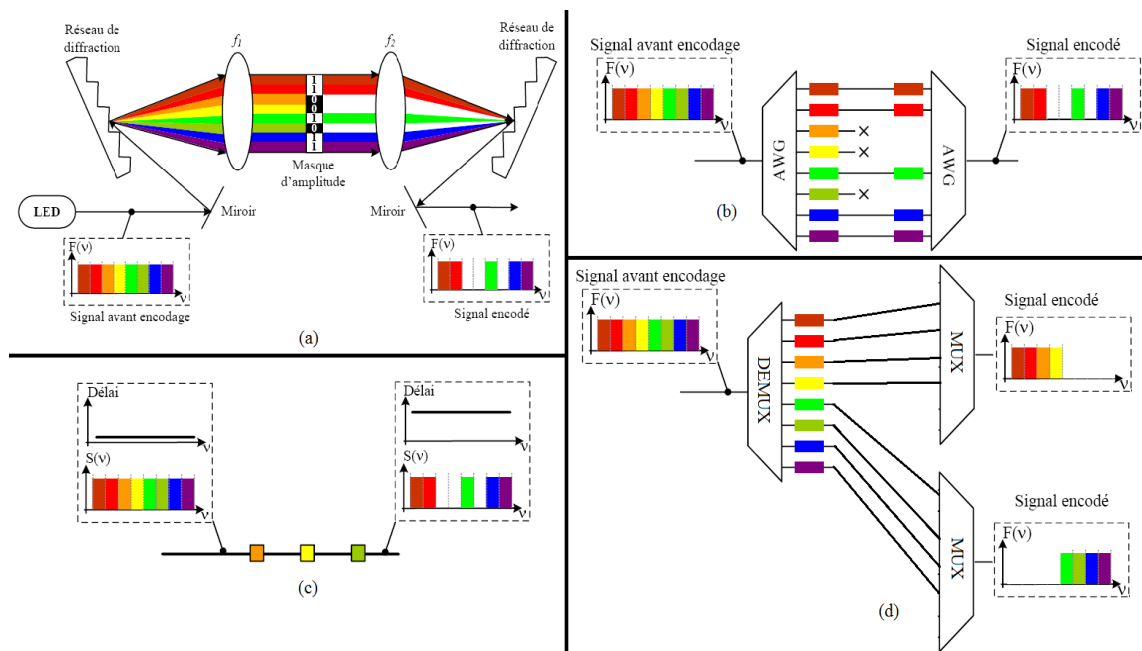 Réseau de
diffraction
f1
f2
Réseau de
diffraction
1
1
0
0
1
0
1
1
Masque
d'amplitude
LED
Miroir
Miroir
F(ν)
ν
Signal avant encodage
F(ν)
ν
Signal encodé
(a)
Signal avant encodage
F(ν)
ν
AWG
×
×
×
AWG
Signal encodé
F(ν)
ν
(b)
Délai
ν
S(ν)
ν
Délai
ν
S(ν)
ν
(c)
Signal avant encodage
F(ν)
ν
DEMUX
MUX
Signal encodé
F(ν)
ν
MUX
Signal encodé
F(ν)
ν
(d)